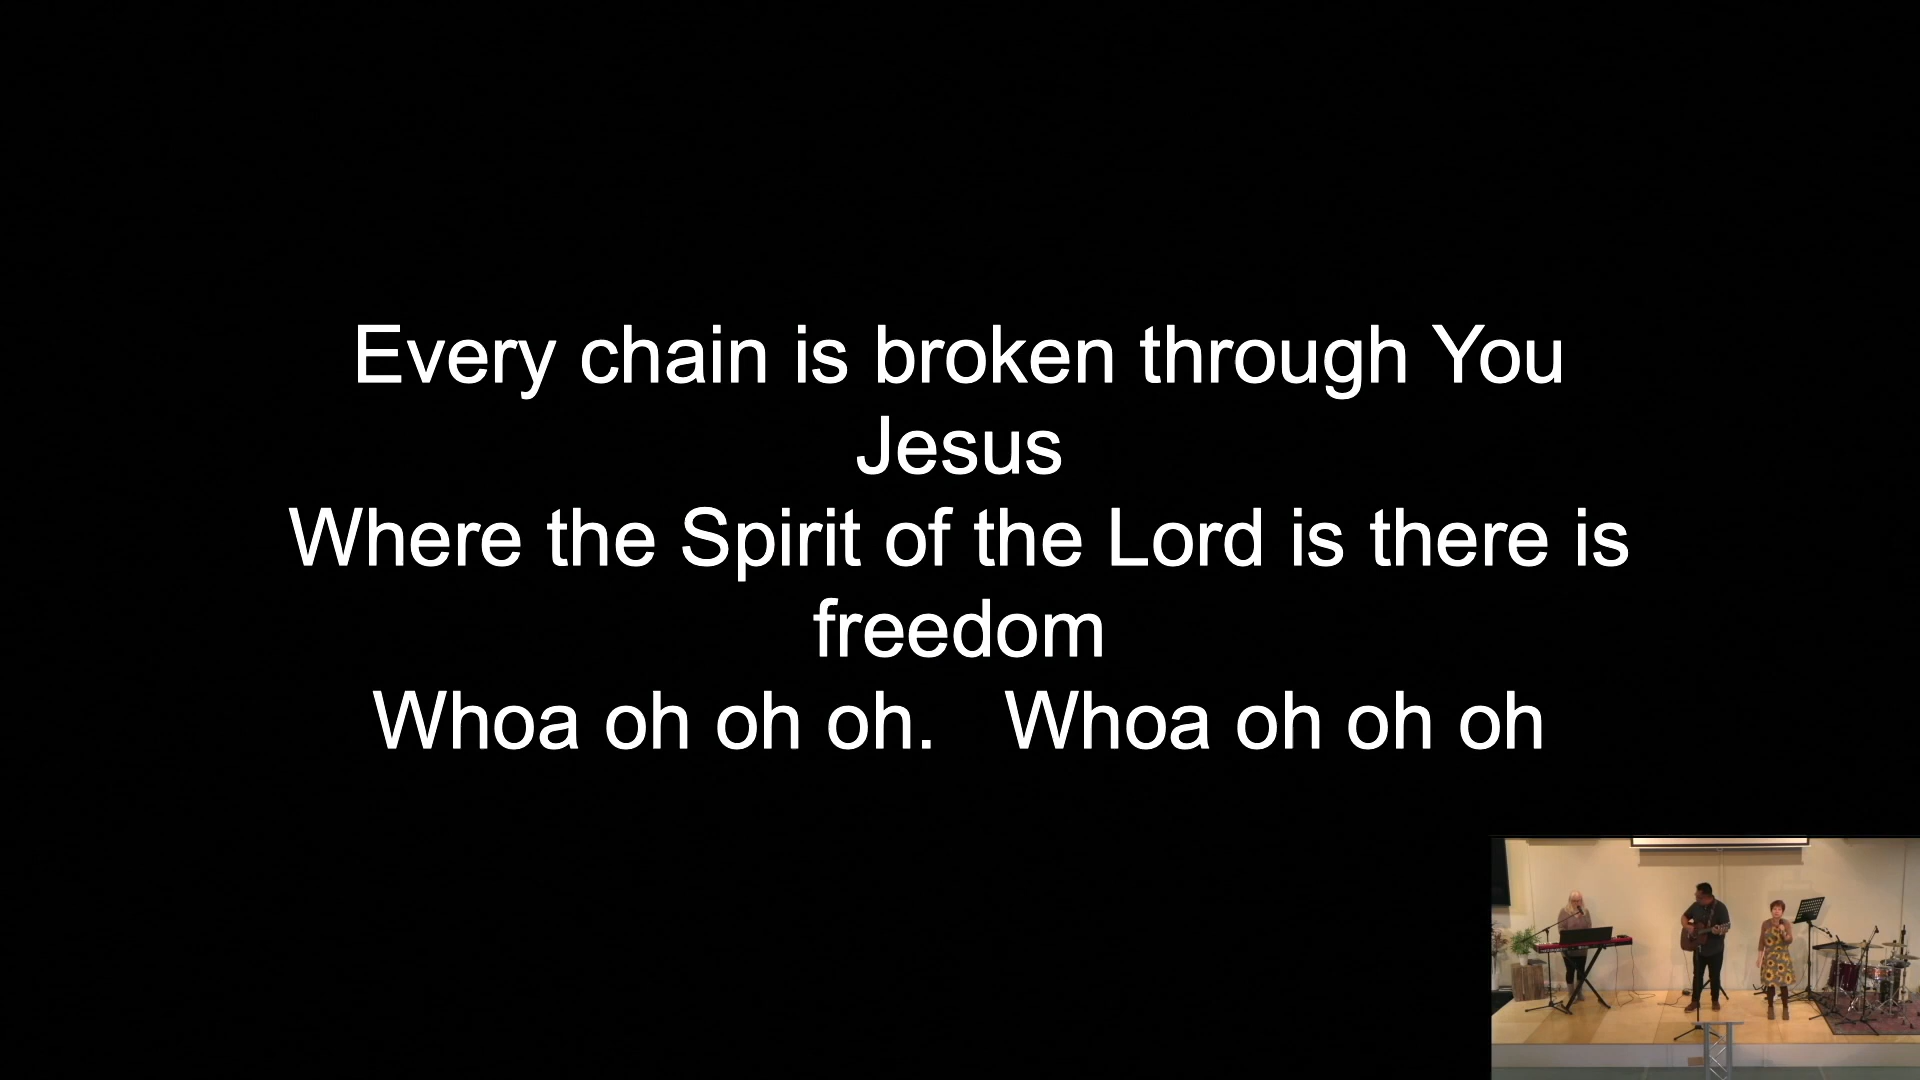 Every chain is broken through You
Jesus
Where the Spirit of the Lord is there is
freedom
Whoa oh oh oh.   Whoa oh oh oh